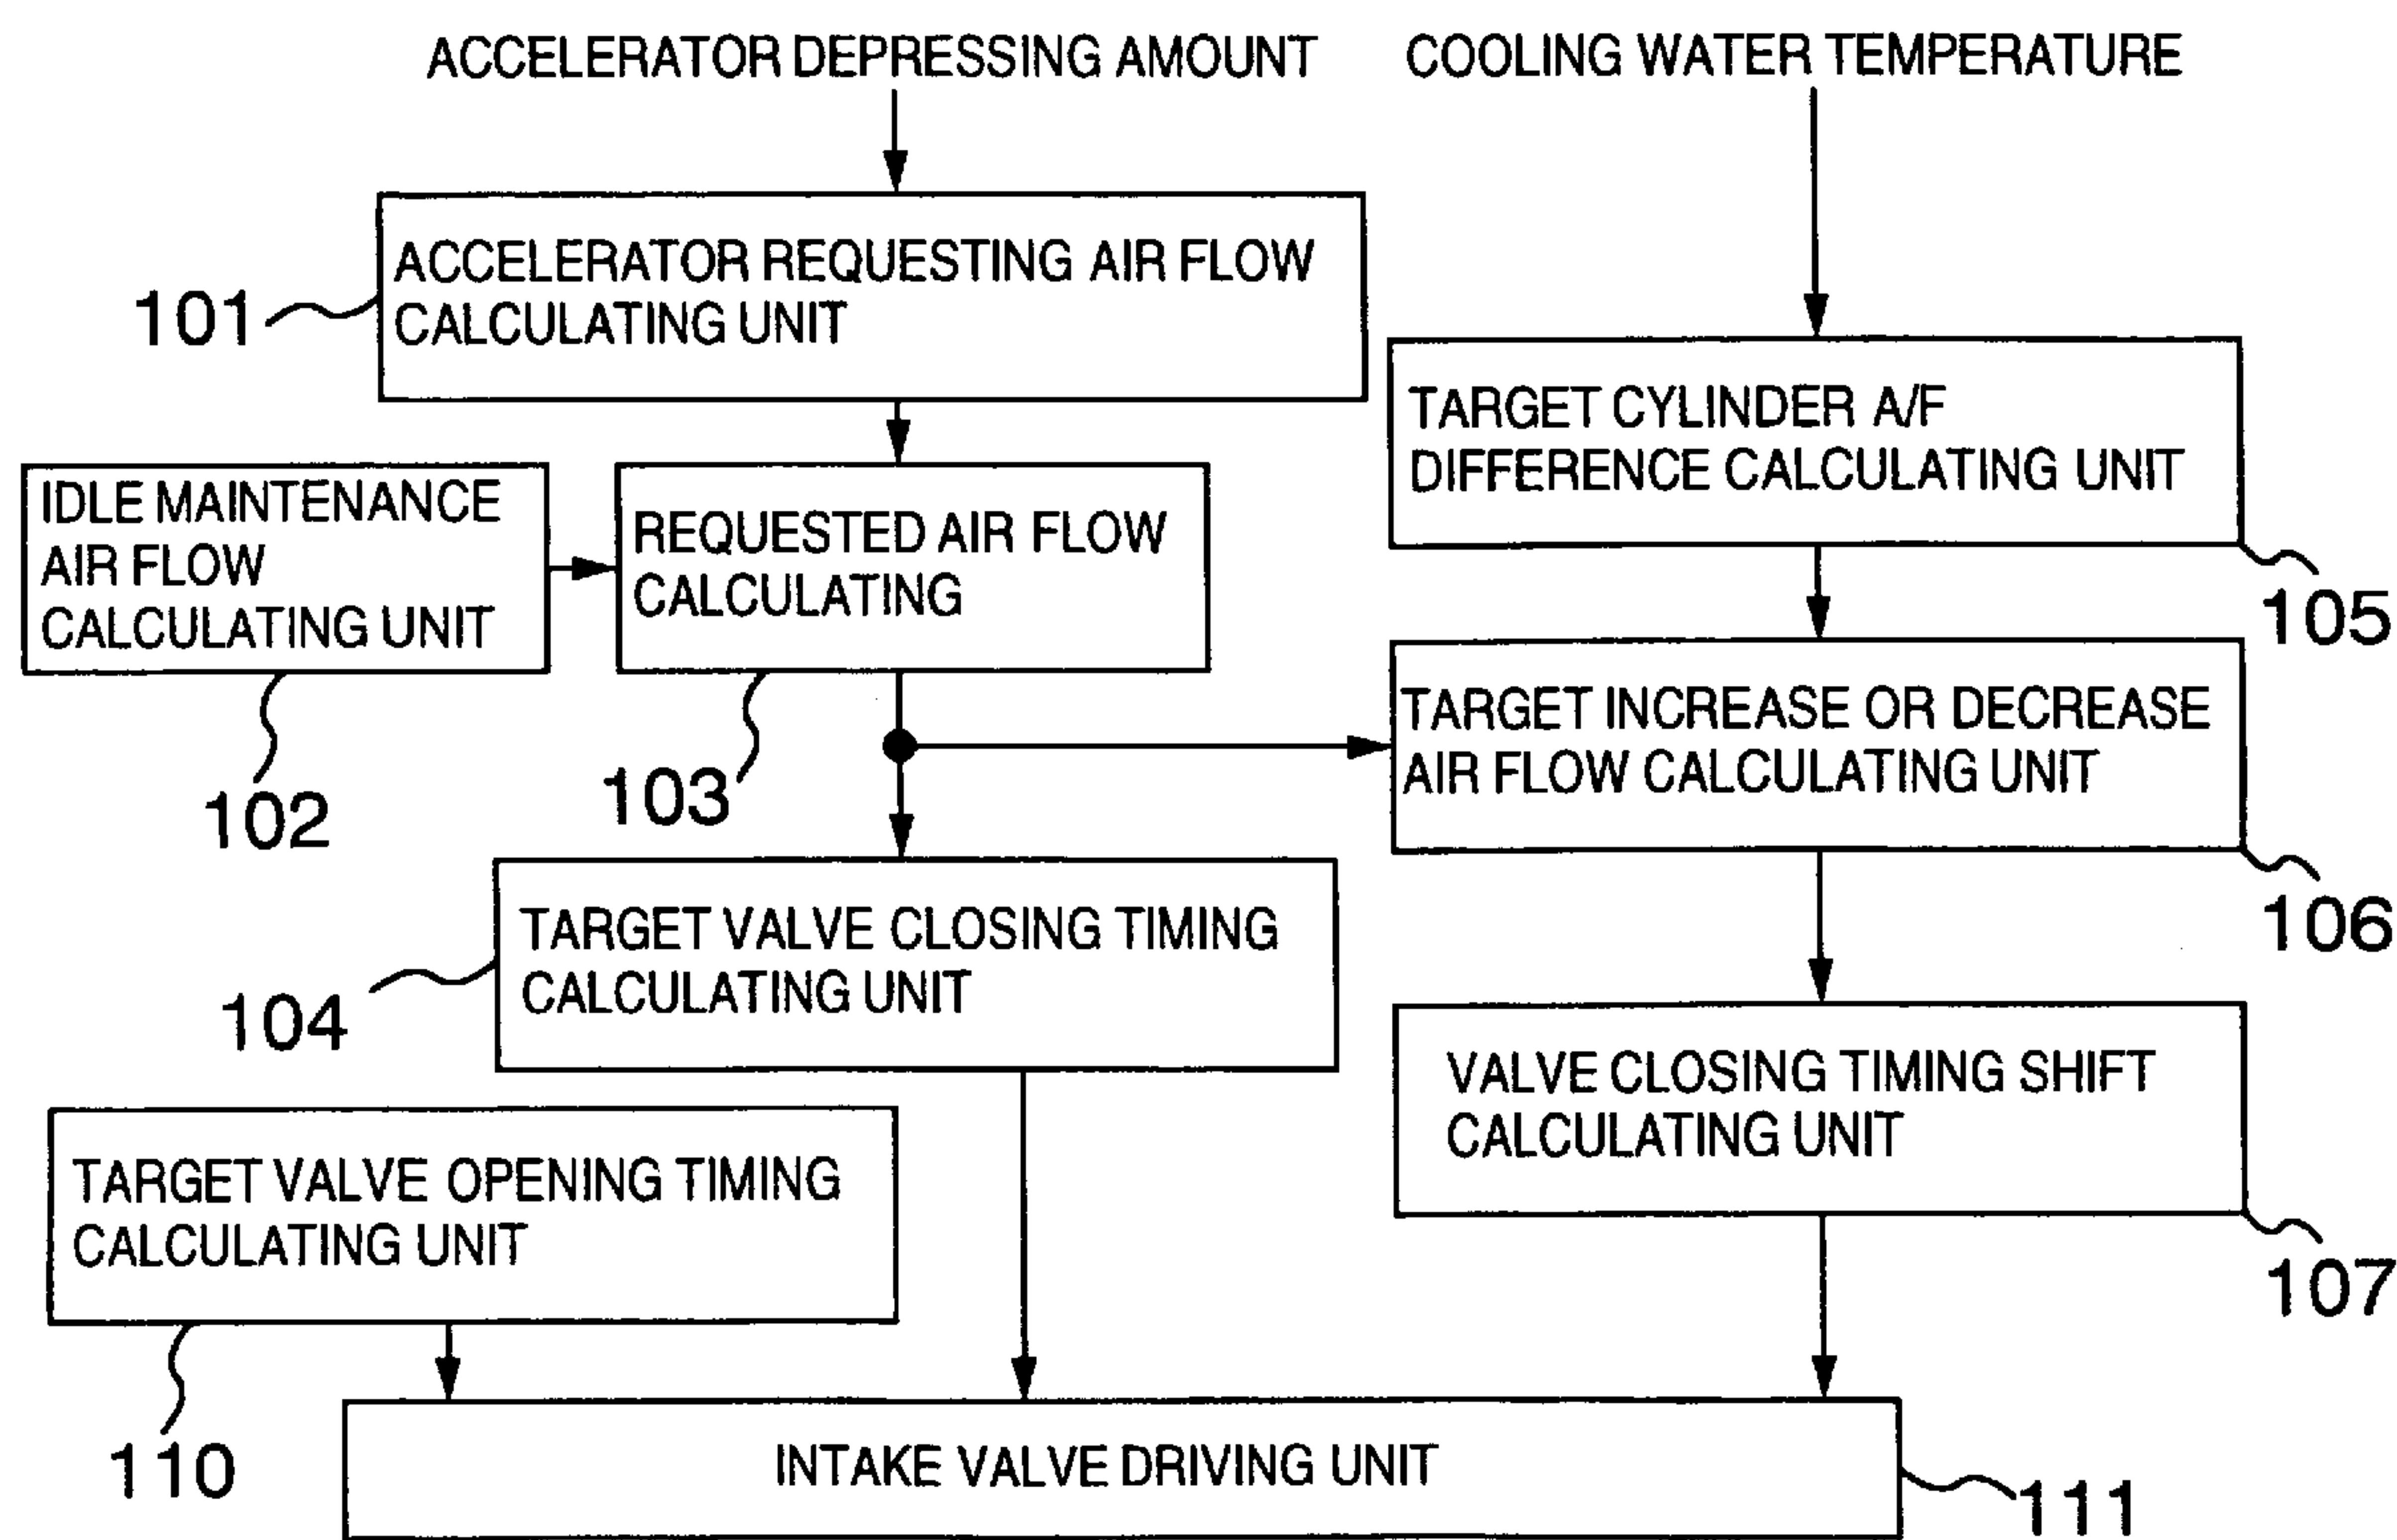 ACCELERATOR DEPRESSING AMOUNT
COOLING WATER TEMPERATURE
ACCELERATOR REQUESTING AIR FLOW
CALCULATING UNIT
101
TARGET CYLINDER A/F
DIFFERENCE CALCULATING UNIT
105
IDLE MAINTENANCE
AIR FLOW
CALCULATING UNIT
102
REQUESTED AIR FLOW
CALCULATING
103
TARGET INCREASE OR DECREASE
AIR FLOW CALCULATING UNIT
106
TARGET VALVE CLOSING TIMING
CALCULATING UNIT
104
VALVE CLOSING TIMING SHIFT
CALCULATING UNIT
107
TARGET VALVE OPENING TIMING
CALCULATING UNIT
110
INTAKE VALVE DRIVING UNIT
111